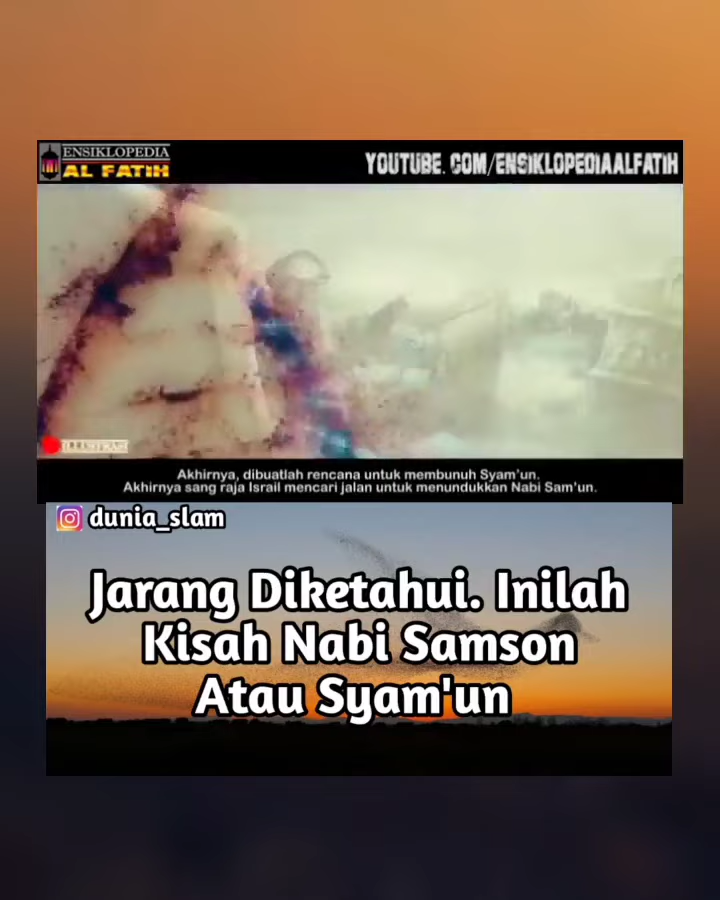 ENSIKLOPEDIA
AL FATIH
YOUTUBE.COM/ENSIKLOPEDIAALFATIH
ILLUSTRASI
Akhirnya, dibuatlah rencana untuk membunuh Syam'un.
Akhirnya sang raja Israil mencari jalan untuk menundukkan Nabi Sam'un.
dunia_slam
Jarang Diketahui. Inilah
Kisah Nabi Samson
Atau Syam'un